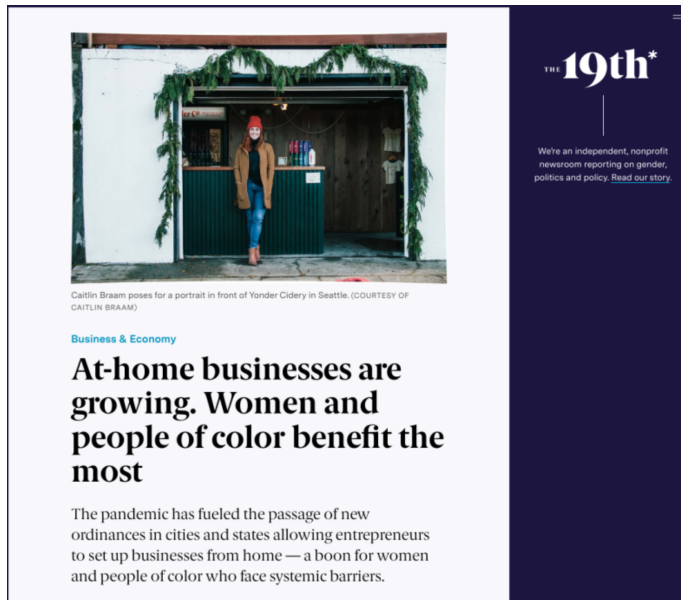 Caitlin Braam poses for a portrait in front of Yonder Cidery in Seattle. (COURTESY OF
CAITLIN BRAAM)
Business & Economy
At-home businesses are
growing. Women and
people of color benefit the
most
The pandemic has fueled the passage of new
ordinances in cities and states allowing entrepreneurs
to set up businesses from home — a boon for women
and people of color who face systemic barriers.
THE 19th*
We're an independent, nonprofit
newsroom reporting on gender,
politics and policy. Read our story.